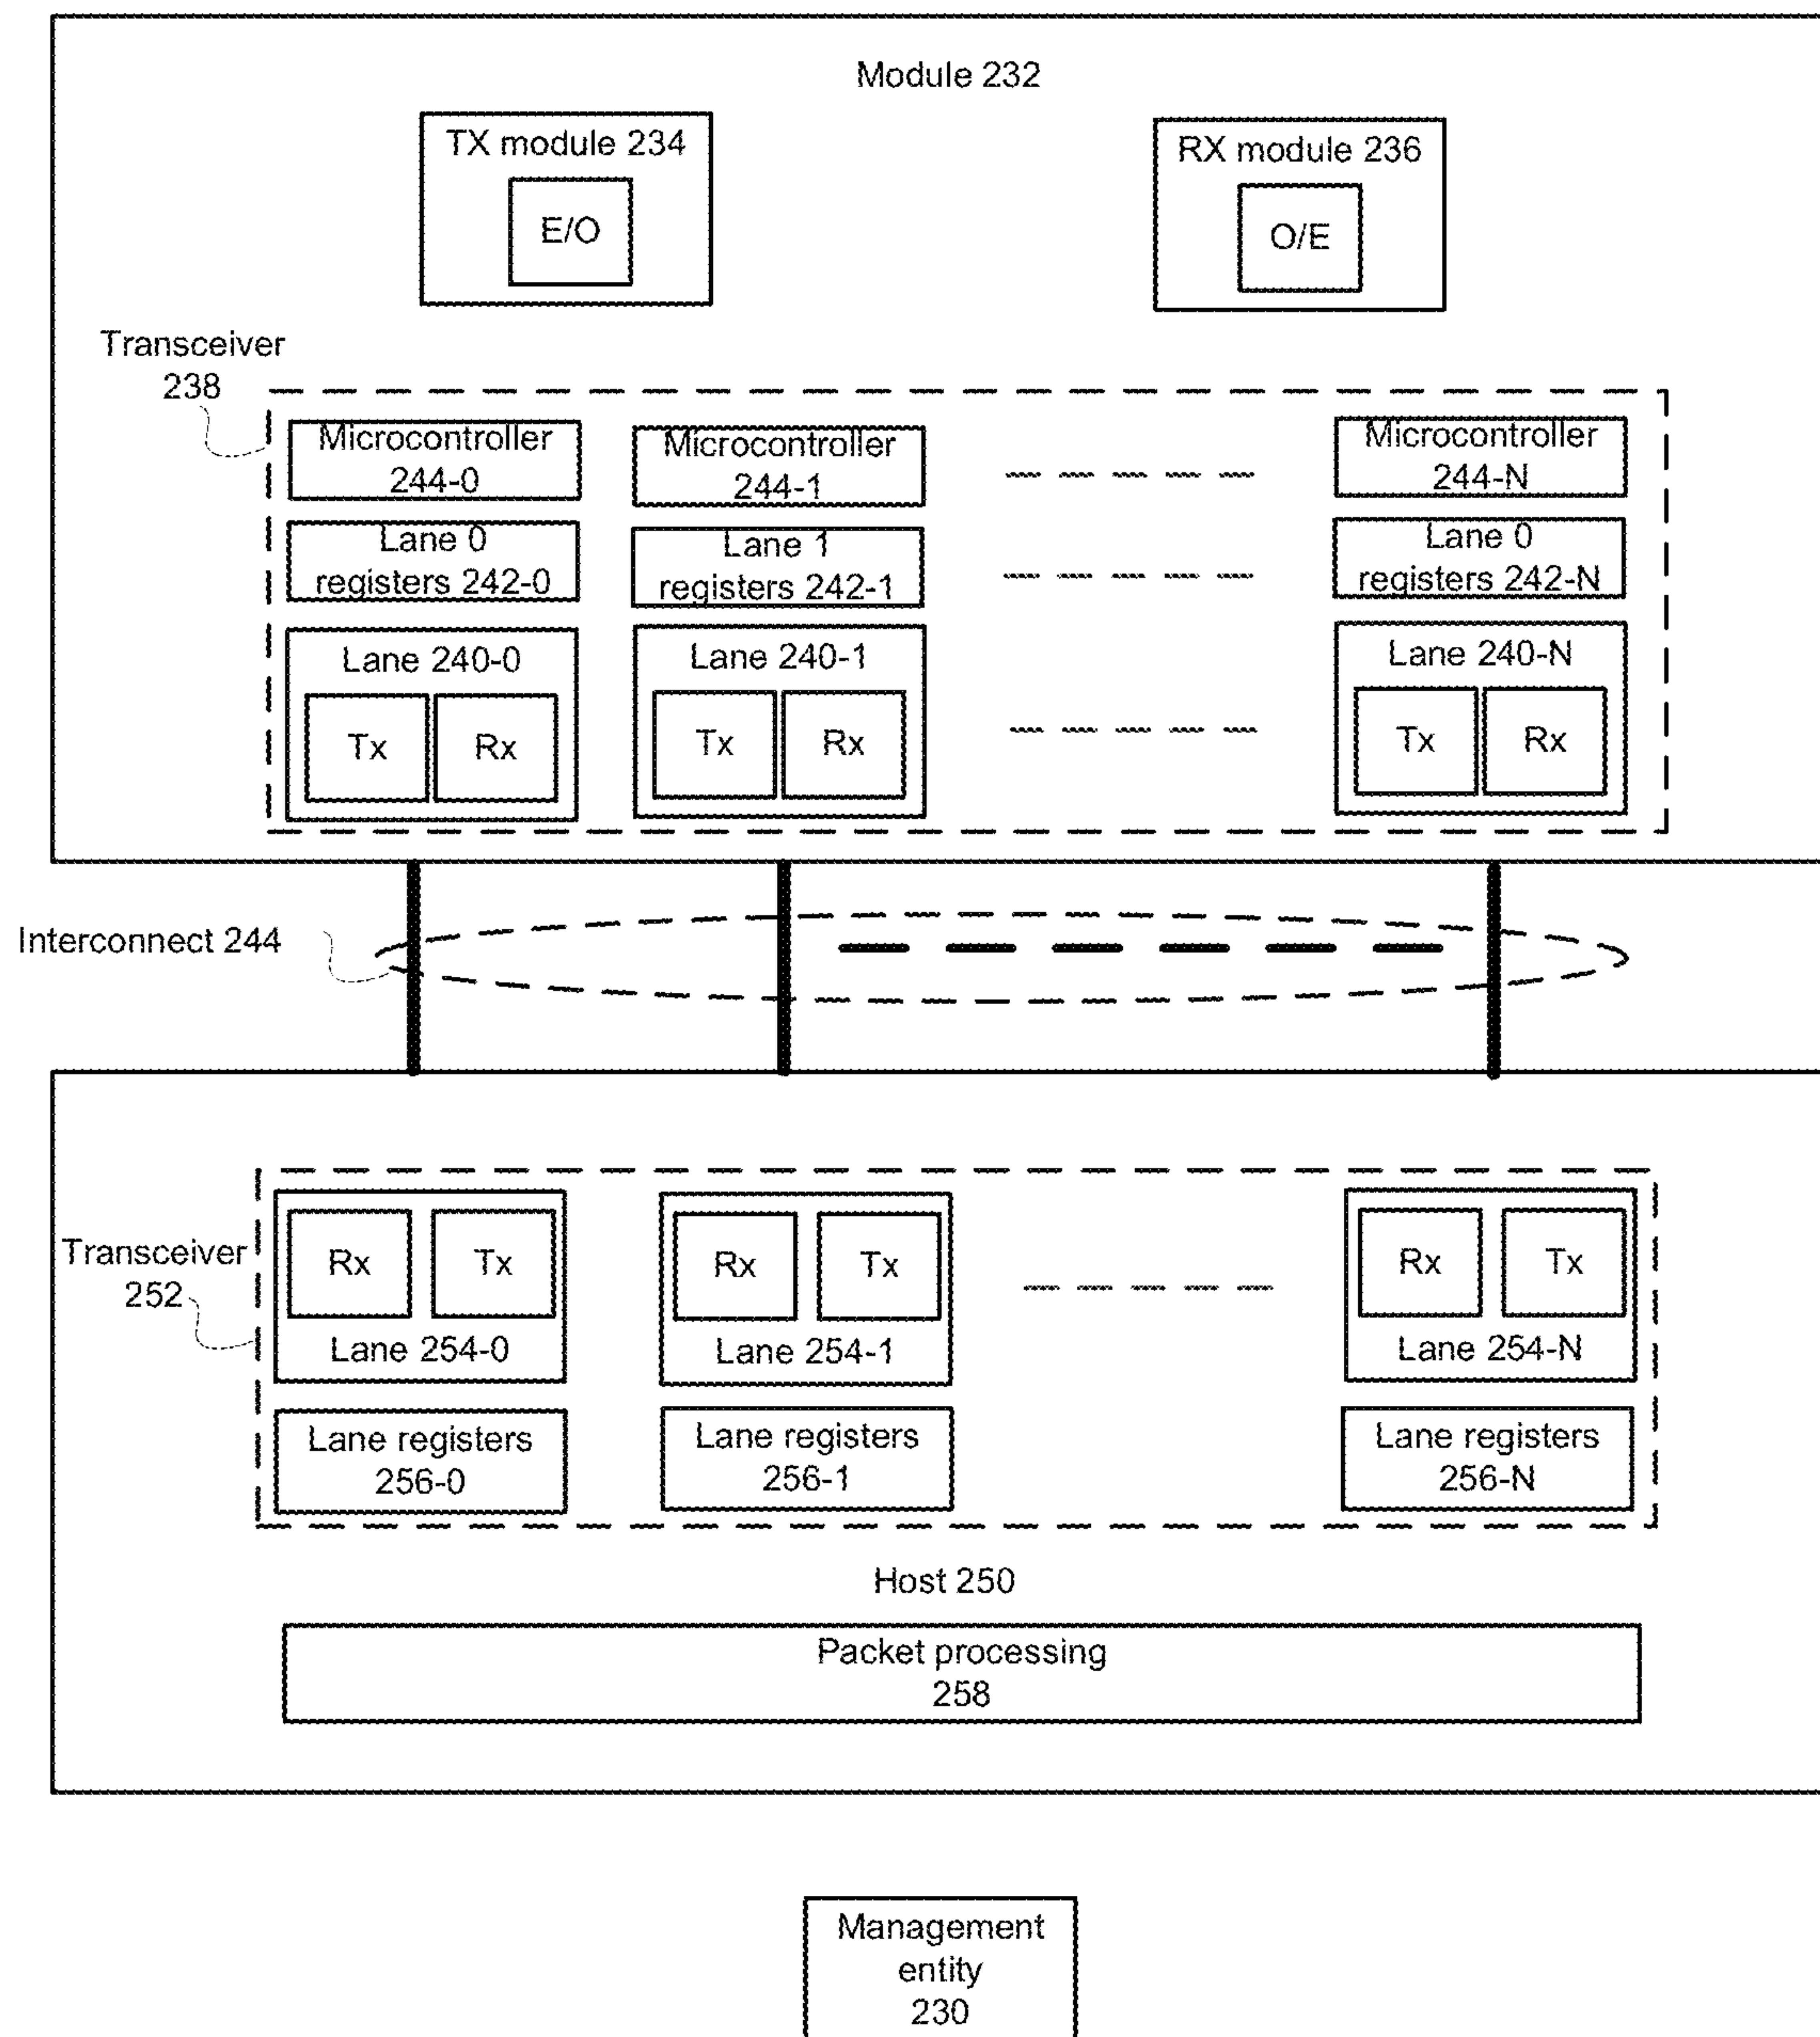 Module 232
TX module 234
RX module 236
E/O
O/E
Transceiver
238
Microcontroller
244-0
Microcontroller
244-1
Microcontroller
244-N
Lane 0
registers 242-0
Lane 1
registers 242-1
Lane 0
registers 242-N
Lane 240-0
Tx
Rx
Lane 240-1
Tx
Rx
Lane 240-N
Tx
Rx
Interconnect 244
Transceiver
252
Rx
Tx
Lane 254-0
Rx
Tx
Lane 254-1
Rx
Tx
Lane 254-N
Lane registers
256-0
Lane registers
256-1
Lane registers
256-N
Host 250
Packet processing
258
Management
entity
230